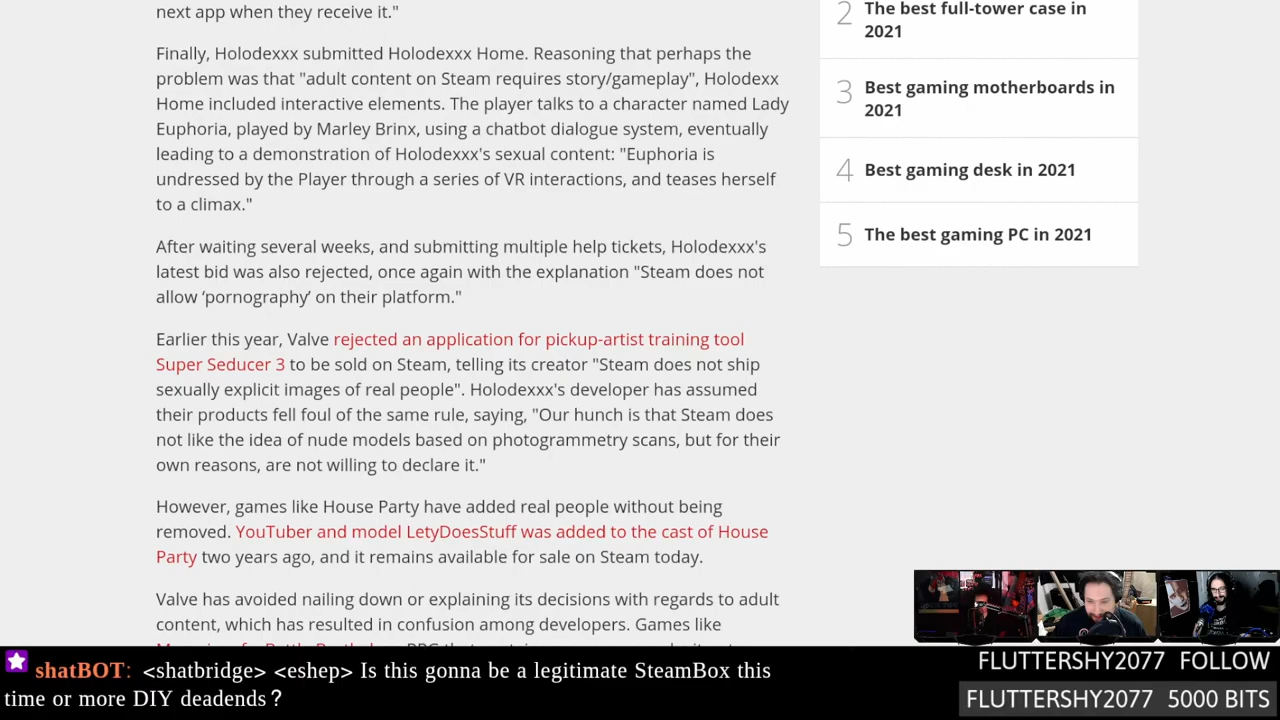 next app when they receive it."
Finally, Holodexxx submitted Holodexxx Home. Reasoning that perhaps the
problem was that "adult content on Steam requires story/gameplay", Holodexx
Home included interactive elements. The player talks to a character named Lady
Euphoria, played by Marley Brinx, using a chatbot dialogue system, eventually
leading to a demonstration of Holodexxx's sexual content: "Euphoria is
undressed by the Player through a series of VR interactions, and teases herself
to a climax."
After waiting several weeks, and submitting multiple help tickets, Holodexxx's
latest bid was also rejected, once again with the explanation "Steam does not
allow ‘pornography’ on their platform."
Earlier this year, Valve rejected an application for pickup-artist training tool
Super Seducer 3 to be sold on Steam, telling its creator "Steam does not ship
sexually explicit images of real people". Holodexxx's developer has assumed
their products fell foul of the same rule, saying, "Our hunch is that Steam does
not like the idea of nude models based on photogrammetry scans, but for their
own reasons, are not willing to declare it."
However, games like House Party have added real people without being
removed. YouTuber and model LetyDoesStuff was added to the cast of House
Party two years ago, and it remains available for sale on Steam today.
Valve has avoided nailing down or explaining its decisions with regards to adult
content, which has resulted in confusion among developers. Games like
2 The best full-tower case in
2021
3 Best gaming motherboards in
2021
4 Best gaming desk in 2021
5 The best gaming PC in 2021
shatBOT: <shatbridge> <eshep> Is this gonna be a legitimate SteamBox this
time or more DIY deadends?
FLUTTERSHY2077 FOLLOW
FLUTTERSHY2077 5000 BITS